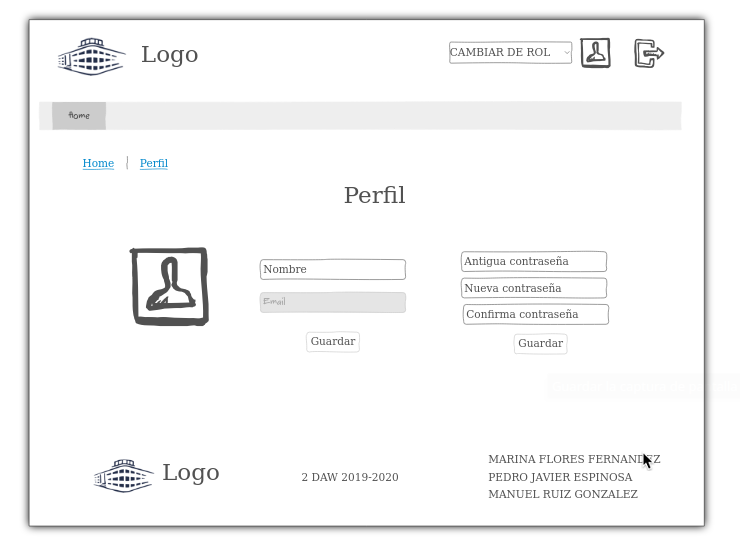 Logo
CAMBIAR DE ROL
Home
Home | Perfil
Perfil
Nombre
Email
Guardar
Antigua contraseña
Nueva contraseña
Confirma contraseña
Guardar
Logo
2 DAW 2019-2020
MARINA FLORES FERNANDEZ
PEDRO JAVIER ESPINOSA
MANUEL RUIZ GONZALEZ